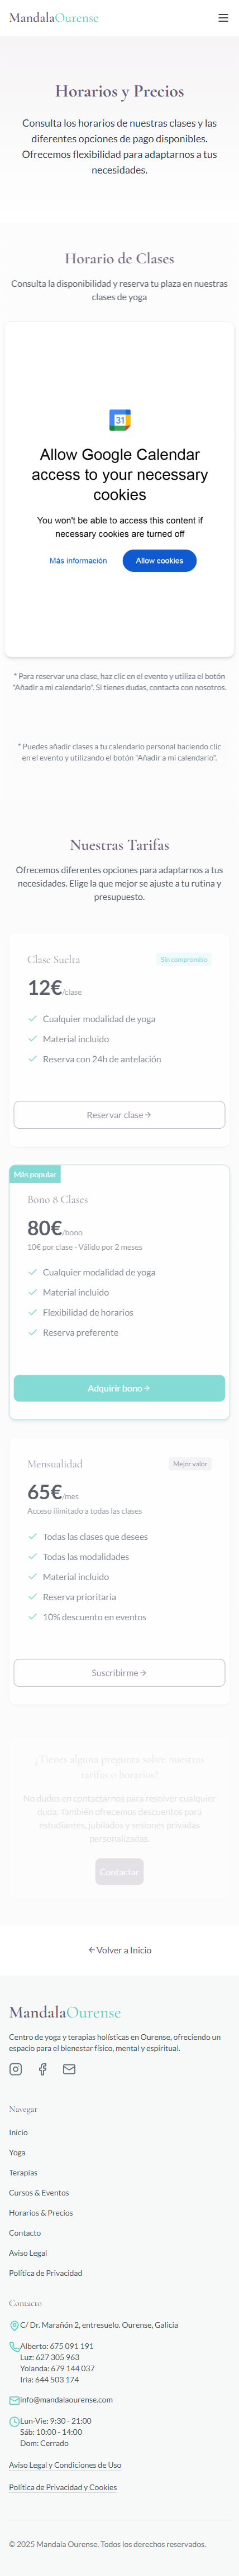 MandalaOurense
Horarios y Precios
Consulta los horarios de nuestras clases y las
diferentes opciones de pago disponibles.
Ofrecemos flexibilidad para adaptarnos a tus
necesidades.
Horario de Clases
Consulta la disponibilidad y reserva tu plaza en nuestras
clases de yoga
31
Allow Google Calendar
access to your necessary
cookies
You won't be able to access this content if
necessary cookies are turned off
Más información
Allow cookies
* Para reservar una clase, haz clic en el evento y utiliza el botón
"Añadir a mi calendario". Si tienes dudas, contacta con nosotros.
* Puedes añadir clases a tu calendario personal haciendo clic
en el evento y utilizando el botón "Añadir a mi calendario".
Nuestras Tarifas
Ofrecemos diferentes opciones para adaptarnos a tus
necesidades. Elige la que mejor se ajuste a tu rutina y
presupuesto.
Clase Suelta
Sin compromiso
12€/clase
Cualquier modalidad de yoga
Material incluido
Reserva con 24h de antelación
Reservar clase
Más popular
Bono 8 Clases
80€/bono
10€ por clase - Válido por 2 meses
Cualquier modalidad de yoga
Material incluido
Flexibilidad de horarios
Reserva preferente
Adquirir bono
Mensualidad
Mejor valor
65€/mes
Acceso ilimitado a todas las clases
Todas las clases que desees
Todas las modalidades
Material incluido
Reserva prioritaria
10% descuento en eventos
Suscribirme
¿Tienes alguna pregunta sobre nuestras
tarifas o horarios?
No dudes en contactarnos para resolver cualquier
duda. También ofrecemos descuentos para
estudiantes, jubilados y sesiones privadas
personalizadas.
Contactar
Volver a Inicio
MandalaOurense
Centro de yoga y terapias holísticas en Ourense, ofreciendo un
espacio para el bienestar físico, mental y espiritual.
Navegar
Inicio
Yoga
Terapias
Cursos & Eventos
Horarios & Precios
Contacto
Aviso Legal
Política de Privacidad
Contacto
C/ Dr. Marañón 2, entresuelo. Ourense, Galicia
Alberto: 675 091 191
Luz: 627 305 963
Yolanda: 679 144 037
Iria: 644 503 174
info@mandalaourense.com
Lun-Vie: 9:30 - 21:00
Sáb: 10:00 - 14:00
Dom: Cerrado
Aviso Legal y Condiciones de Uso
Política de Privacidad y Cookies
© 2025 Mandala Ourense. Todos los derechos reservados.